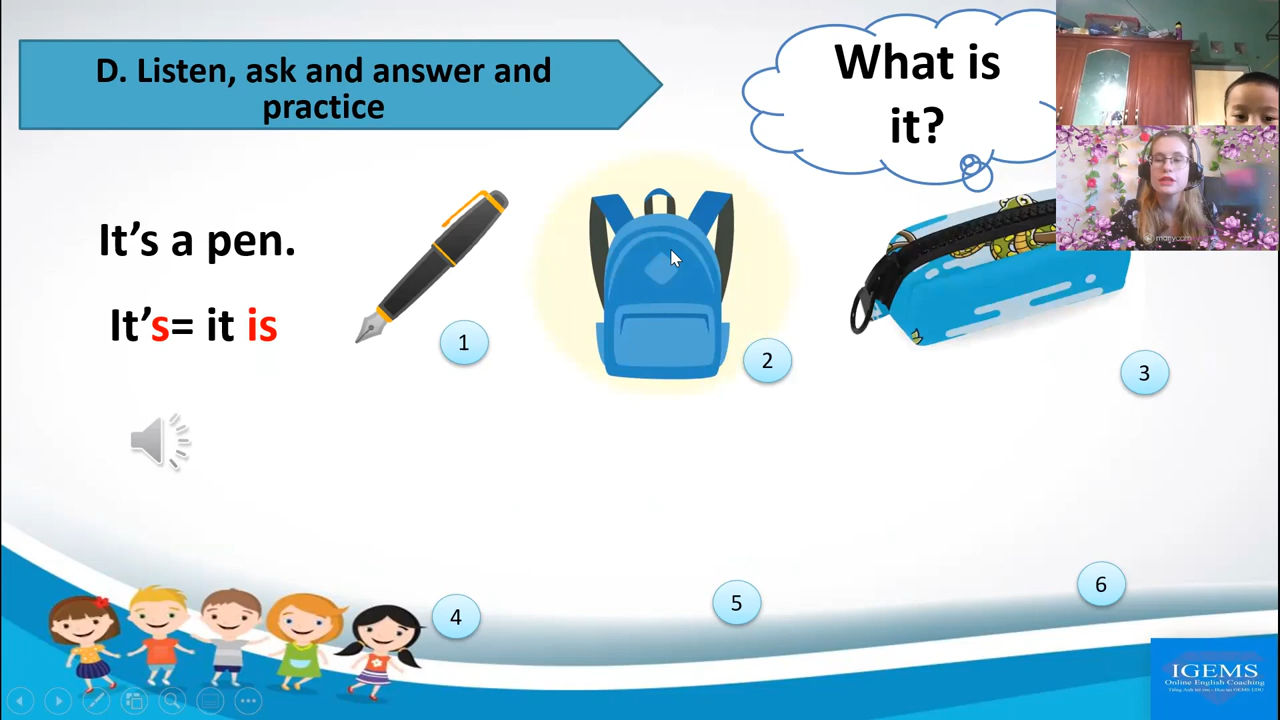 D. Listen, ask and answer and
practice
What is
it?
It's a pen.
It's= it is
1
2
3
4
5
6
IGEMS
Online English Coaching